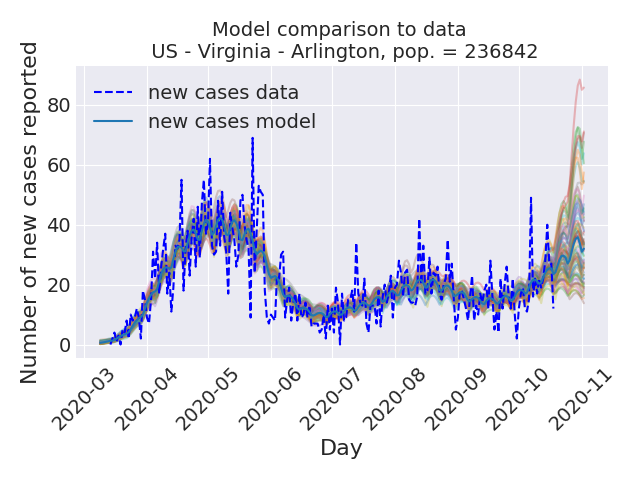 Model comparison to data
US - Virginia - Arlington, pop. = 236842
new cases data
new cases model
Number of new cases reported
80
60
40
20
0
2020-03
2020-04
2020-05
2020-06
2020-07
2020-08
2020-09
2020-10
2020-11
Day